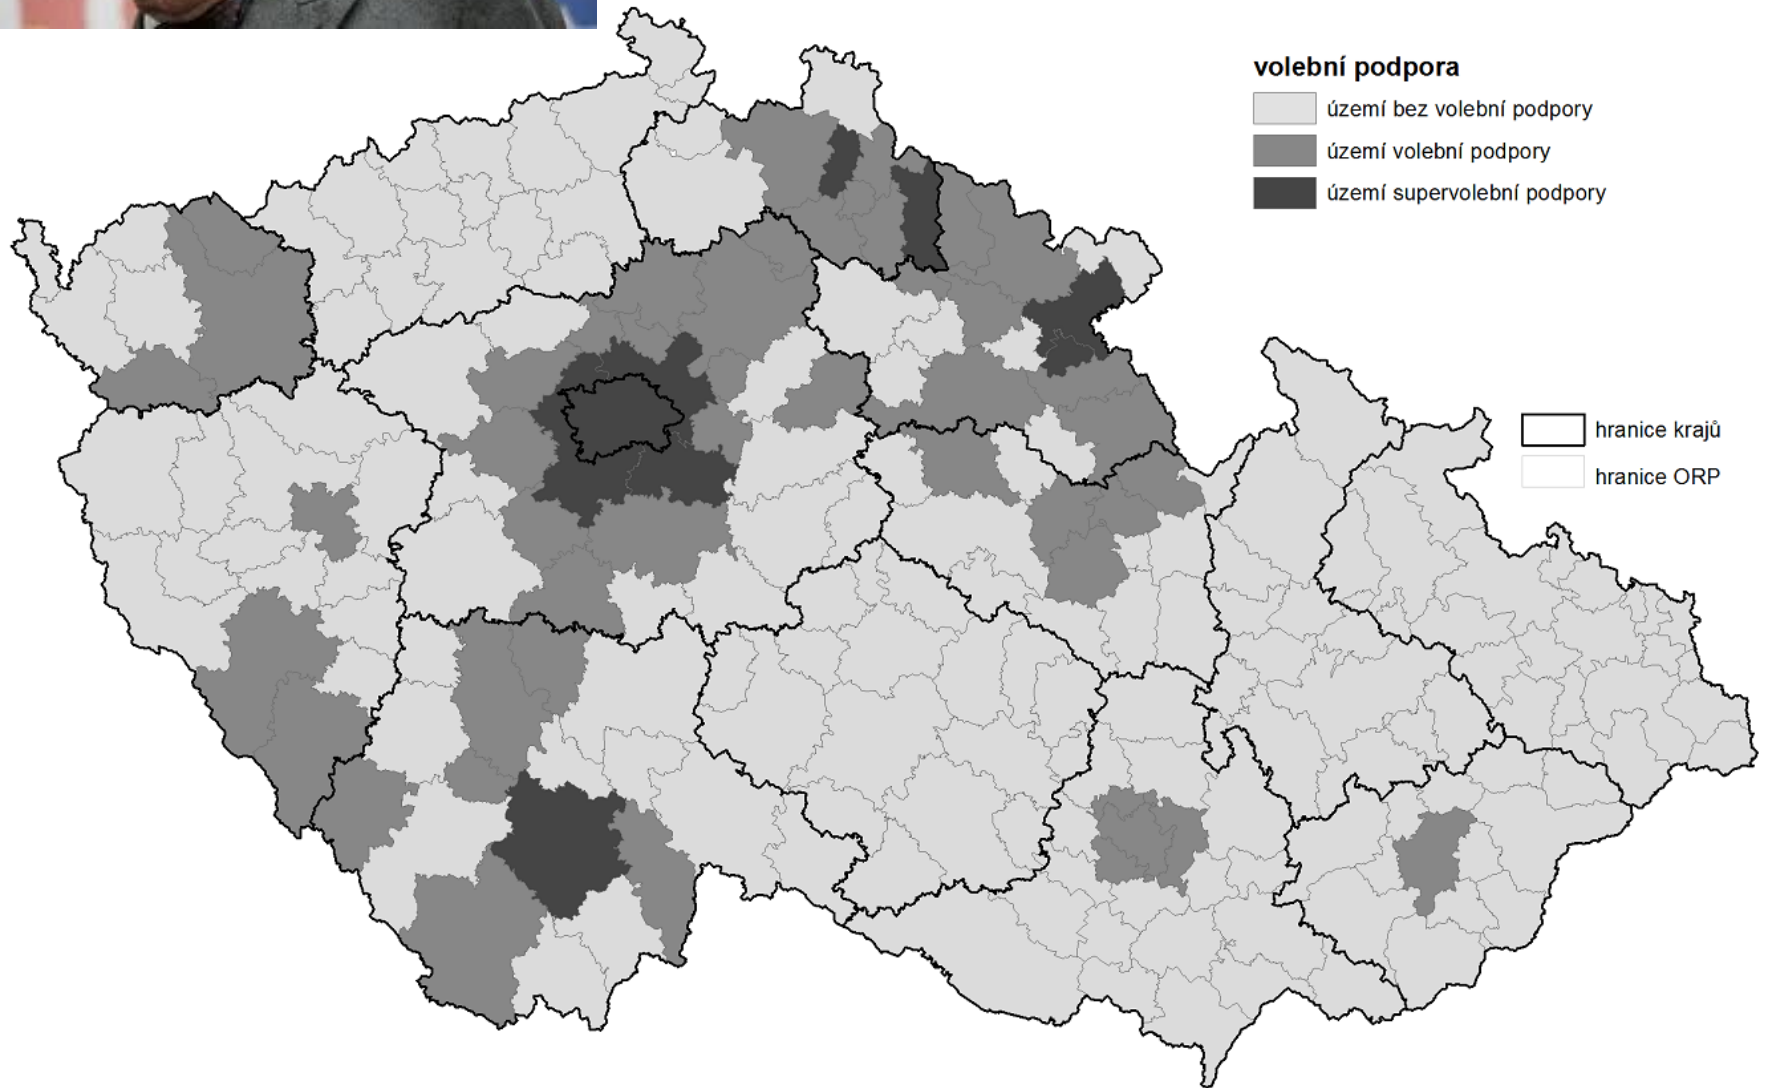 volební podpora
území bez volební podpory
území volební podpory
území supervolební podpory
hranice krajů
hranice ORP